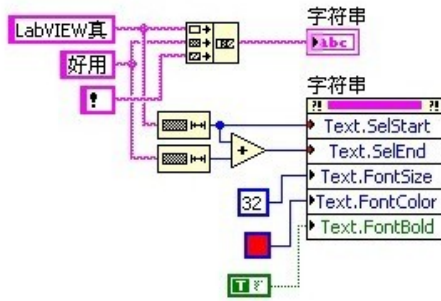 字符串
LabVIEW真
abc
好用
!
字符串
Text.SelStart
Text.SelEnd
Text.FontSize
32
Text.FontColor
Text.FontBold
T F